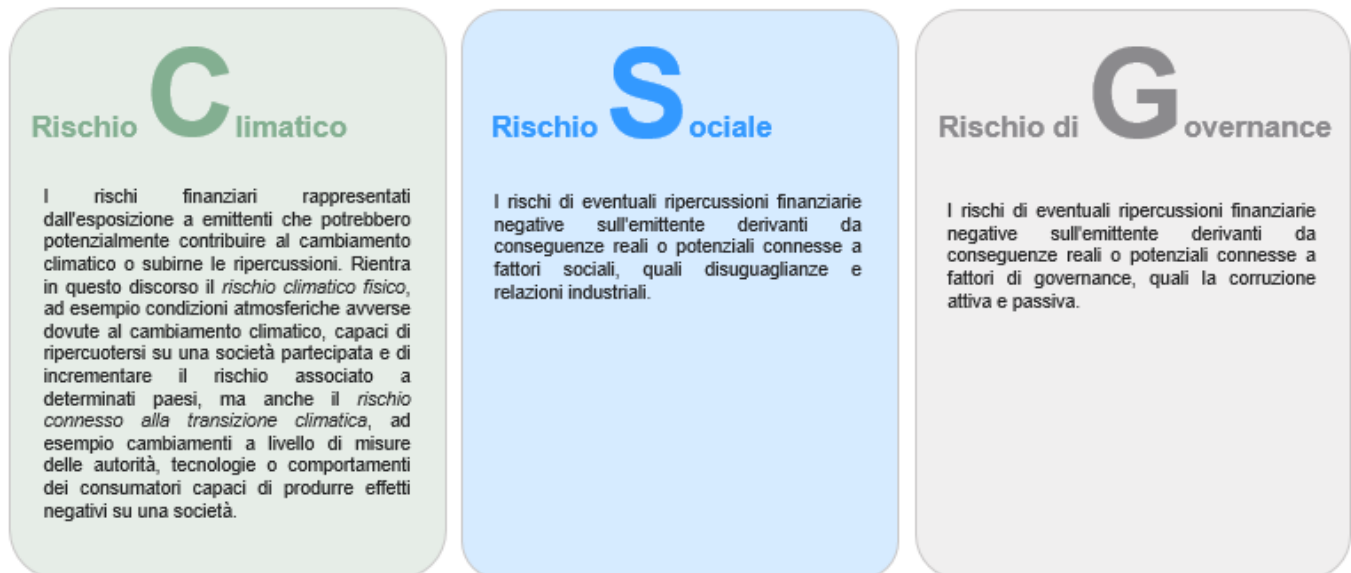 Rischio Climatico
I rischi finanziari rappresentati
dall'esposizione a emittenti che potrebbero
potenzialmente contribuire al cambiamento
climatico o subirne le ripercussioni. Rientra
in questo discorso il rischio climatico fisico,
ad esempio condizioni atmosferiche avverse
dovute al cambiamento climatico, capaci di
ripercuotersi su una società partecipata e di
incrementare il rischio associato a
determinati paesi, ma anche il rischio
connesso alla transizione climatica, ad
esempio cambiamenti a livello di misure
delle autorità, tecnologie o comportamenti
dei consumatori capaci di produrre effetti
negativi su una società.
Rischio Sociale
I rischi di eventuali ripercussioni finanziarie
negative sull'emittente derivanti da
conseguenze reali o potenziali connesse a
fattori sociali, quali disuguaglianze e
relazioni industriali.
Rischio di Governance
I rischi di eventuali ripercussioni finanziarie
negative sull'emittente derivanti da
conseguenze reali o potenziali connesse a
fattori di governance, quali la corruzione
attiva e passiva.